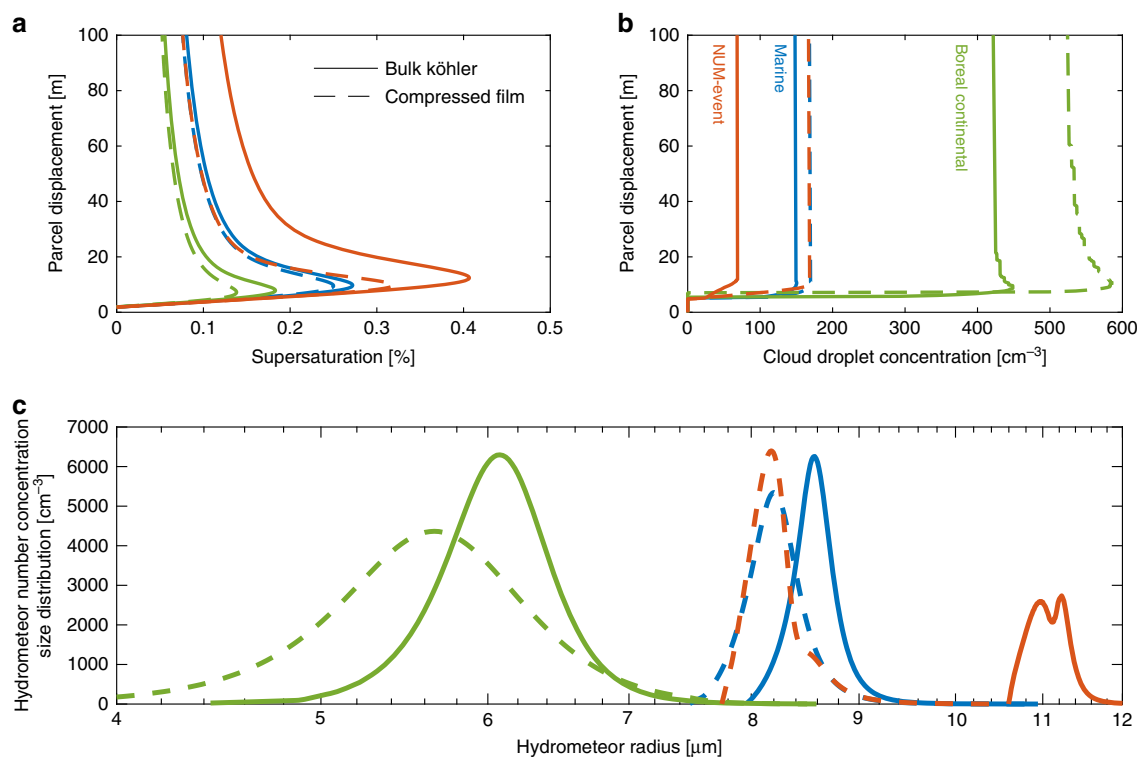 a
100
80
60
40
20
0
Parcel displacement [m]
Bulk köhler
Compressed film
0
0.1
0.2
0.3
0.4
0.5
Supersaturation [%]
b
100
80
60
40
20
0
Parcel displacement [m]
NUM-event
Marine
Boreal continental
0
100
200
300
400
500
600
Cloud droplet concentration [cm⁻³]
c
7000
6000
5000
4000
3000
2000
1000
0
Hydrometeor number concentration
size distribution [cm⁻³]
4
5
6
7
8
9
10
11
12
Hydrometeor radius [μm]